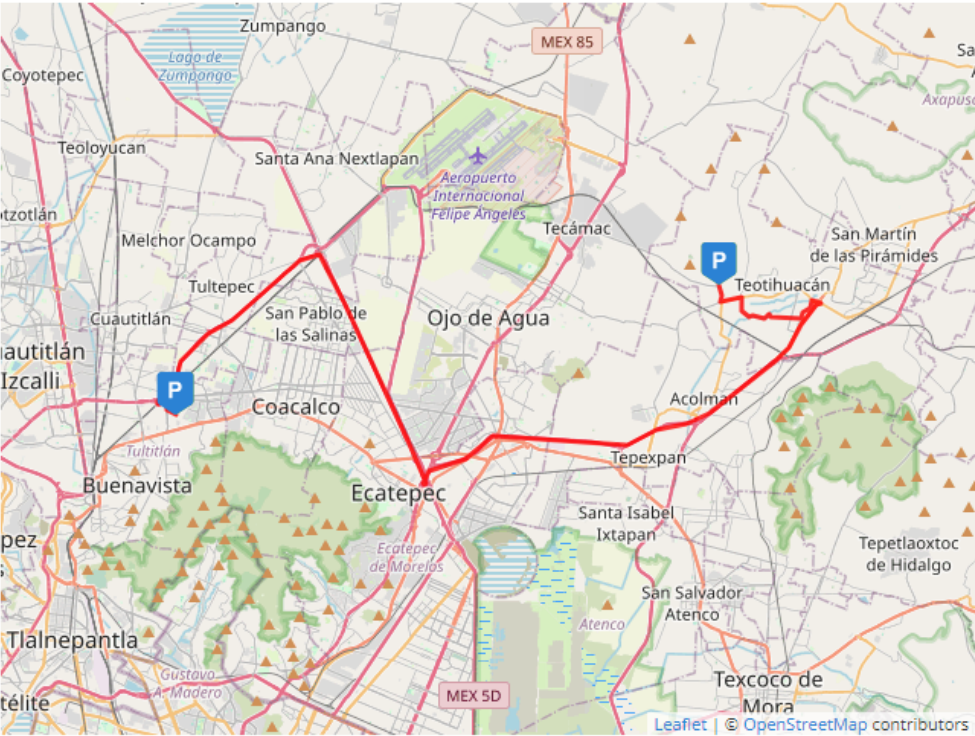 Zumpango
MEX 85
Lago de
Zumpango
Coyotepec
Axapus
Teoloyucan
Santa Ana Nextlapan
Aeropuerto
Internacional
Felipe Ángeles
otzotlán
Tecámac
San Martín
de las Pirámides
Melchor Ocampo
P
Teotihuacán
Tultepec
Cuautitlán
San Pablo de
las Salinas
Ojo de Agua
autitlán
Izcalli
P
Coacalco
Acolman
Tultitlán
Tepexpan
Buenavista
Ecatepec
Santa Isabel
Ixtapan
pez
Ecatepec
de Morelos
Tepetlaoxtoc
de Hidalgo
San Salvador
Atenco
Atenco
Tlalnepantla
Gustavo
A. Madero
Texcoco de
Mora
MEX 5D
télite
Leaflet | © OpenStreetMap contributors